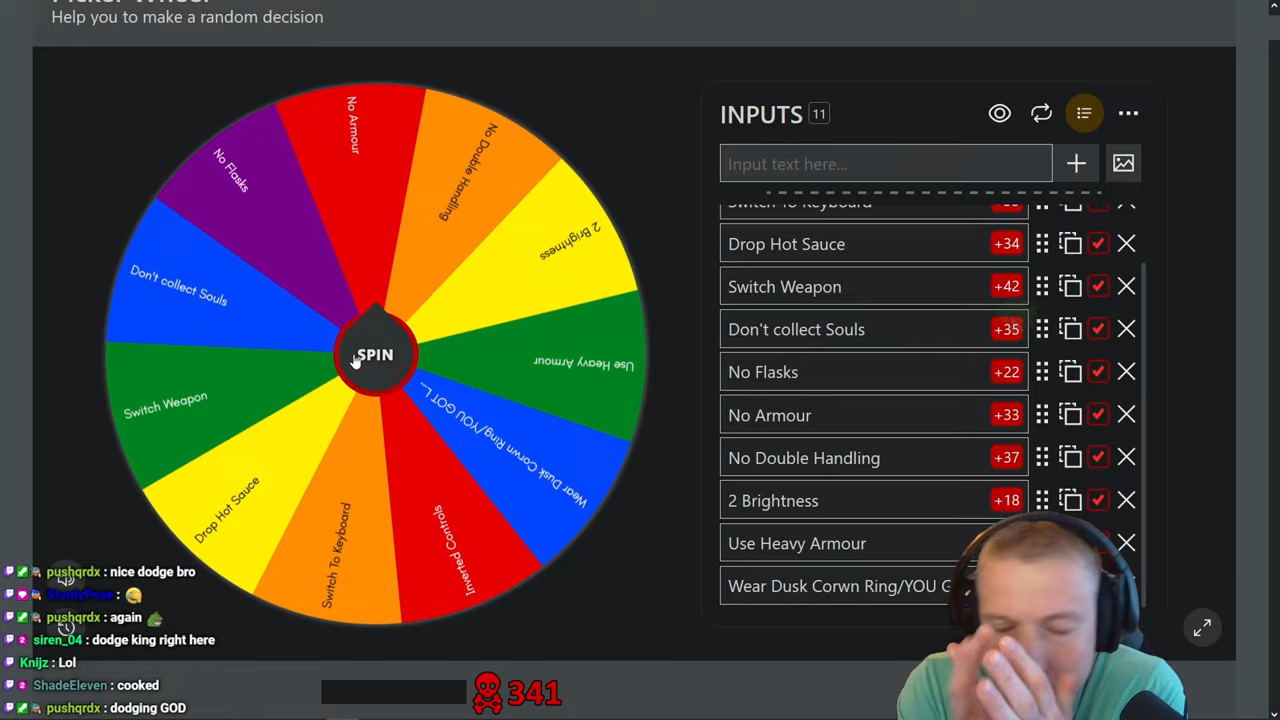 Help you to make a random decision
No Armour
No Double Handling
2 Brightness
Use Heavy Armour
Wear Dusk Corwn Ring/YOU GOT L...
Inverted Controls
Switch To Keyboard
Drop Hot Sauce
Switch Weapon
Don't collect Souls
No Flasks
SPIN
INPUTS 11
Input text here...
Switch To Keyboard
Drop Hot Sauce +34
Switch Weapon +42
Don't collect Souls +35
No Flasks +22
No Armour +33
No Double Handling +37
2 Brightness +18
Use Heavy Armour
Wear Dusk Corwn Ring/YOU G
pushqrdx : nice dodge bro
SturdyPose :
pushqrdx : again
siren_04 : dodge king right here
Knijz : Lol
ShadeEleven : cooked
pushqrdx : dodging GOD
341